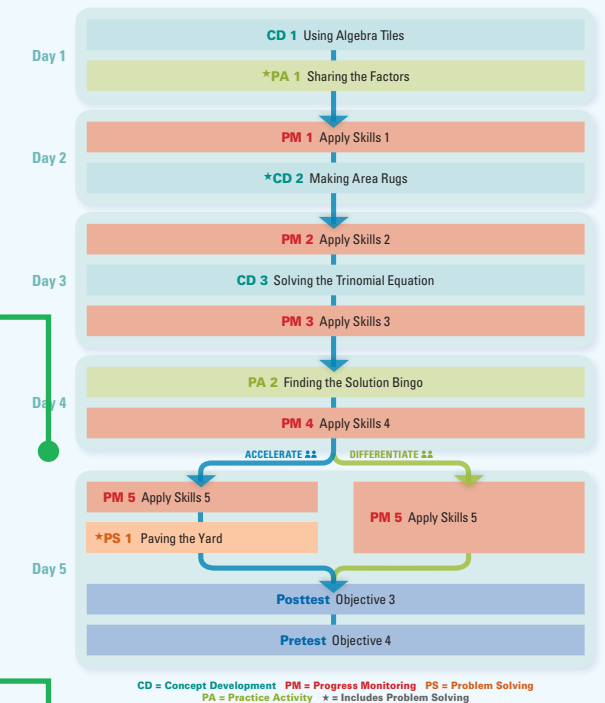 Day 1
CD 1 Using Algebra Tiles
★PA 1 Sharing the Factors
Day 2
PM 1 Apply Skills 1
★CD 2 Making Area Rugs
Day 3
PM 2 Apply Skills 2
CD 3 Solving the Trinomial Equation
PM 3 Apply Skills 3
Day 4
PA 2 Finding the Solution Bingo
PM 4 Apply Skills 4
ACCELERATE
DIFFERENTIATE
Day 5
PM 5 Apply Skills 5
★PS 1 Paving the Yard
PM 5 Apply Skills 5
Posttest Objective 3
Pretest Objective 4
CD = Concept Development PM = Progress Monitoring PS = Problem Solving
PA = Practice Activity ★ = Includes Problem Solving